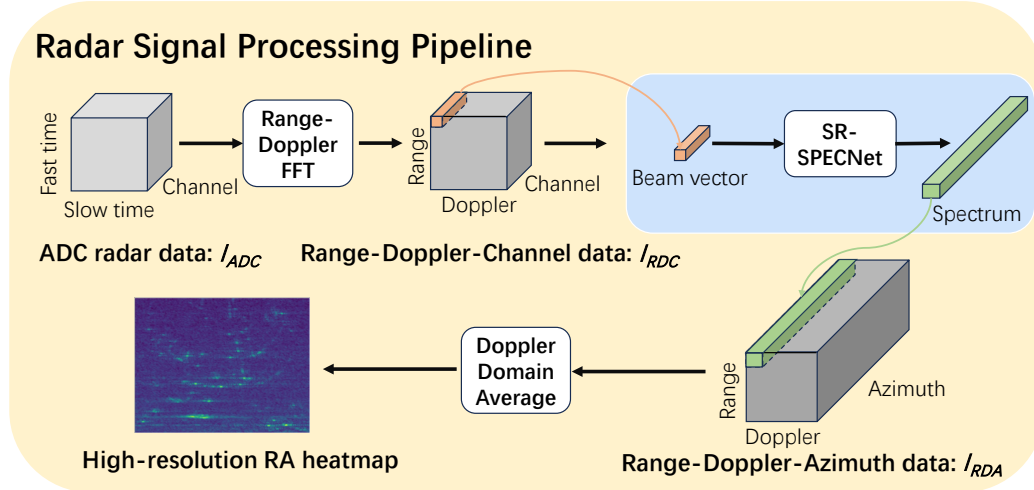 Radar Signal Processing Pipeline
Fast time
Channel
Slow time
Range-
Doppler
FFT
Range
Channel
Doppler
Beam vector
SR-
SPECNet
Spectrum
ADC radar data: I_ADC
Range-Doppler-Channel data: I_RDC
Doppler
Domain
Average
Range
Azimuth
Doppler
High-resolution RA heatmap
Range-Doppler-Azimuth data: I_RDA